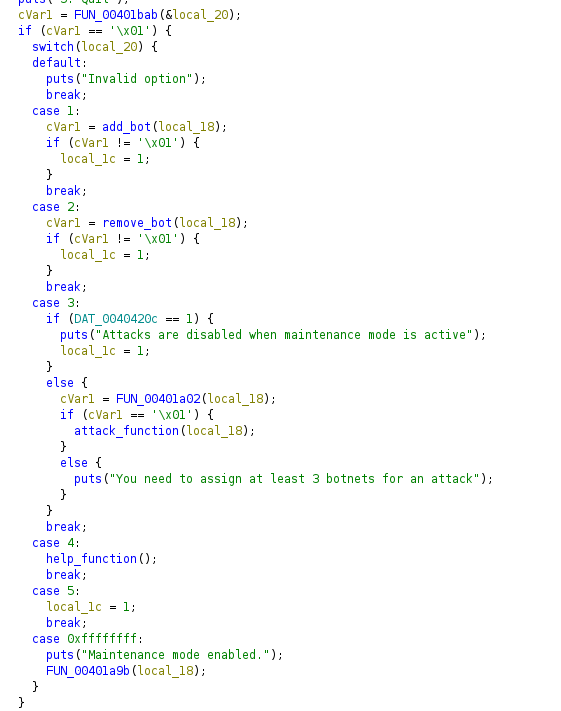 cVar1 = FUN_00401bab(&local_20);
if (cVar1 == '\x01') {
switch(local_20) {
default:
puts("Invalid option");
break;
case 1:
cVar1 = add_bot(local_18);
if (cVar1 != '\x01') {
local_1c = 1;
}
break;
case 2:
cVar1 = remove_bot(local_18);
if (cVar1 != '\x01') {
local_1c = 1;
}
break;
case 3:
if (DAT_0040420c == 1) {
puts("Attacks are disabled when maintenance mode is active");
local_1c = 1;
}
else {
cVar1 = FUN_00401a02(local_18);
if (cVar1 == '\x01') {
attack_function(local_18);
}
else {
puts("You need to assign at least 3 botnets for an attack");
}
}
break;
case 4:
help_function();
break;
case 5:
local_1c = 1;
break;
case 0xffffffff:
puts("Maintenance mode enabled.");
FUN_00401a9b(local_18);
}
}